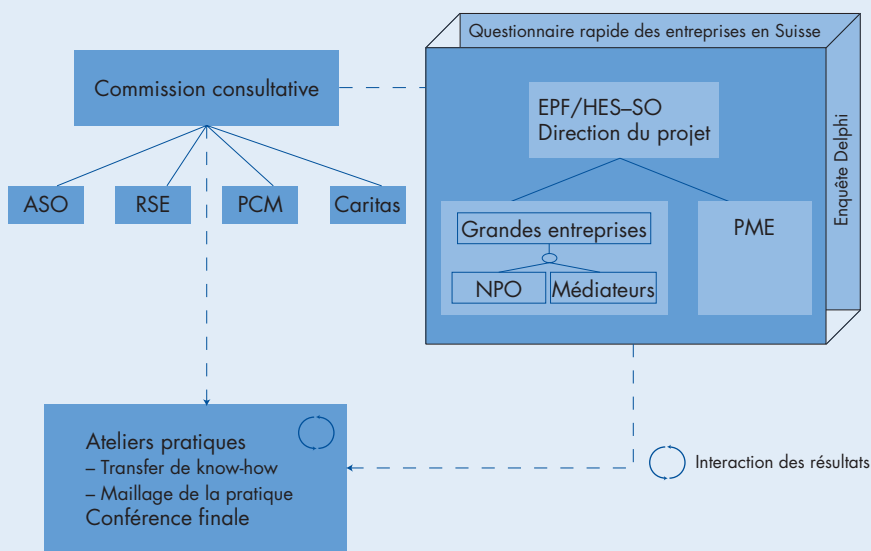 Questionnaire rapide des entreprises en Suisse
Enquête Delphi
Commission consultative
ASO
RSE
PCM
Caritas
EPF/HES–SO
Direction du projet
Grandes entreprises
NPO
Médiateurs
PME
Ateliers pratiques
– Transfer de know-how
– Maillage de la pratique
Conférence finale
Interaction des résultats